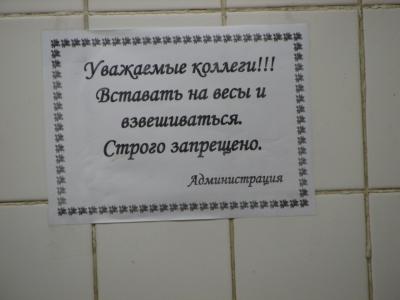 Уважаемые коллеги!!!
Вставать на весы и
взвешиваться.
Строго запрещено.
Администрация